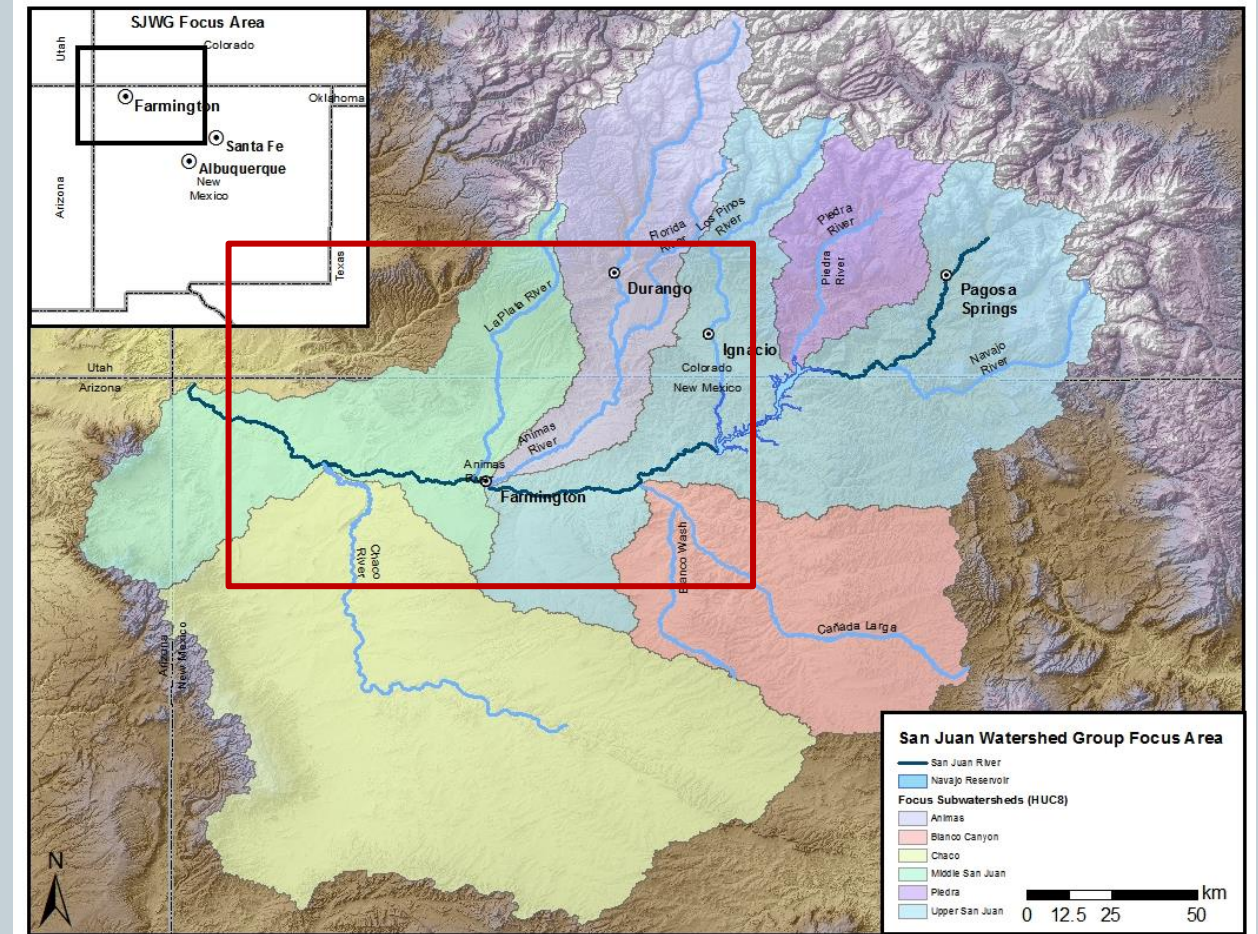 SJWG Focus Area
Utah
Colorado
Farmington
Oklahoma
Santa Fe
Albuquerque
New
Mexico
Arizona
Texas
Florida
River
Los Pinos
River
Piedra
River
Piedra
River
Durango
Pagosa
Springs
La Plata River
Ignacio
Navajo
River
Utah
Colorado
Arizona
New Mexico
Animas
River
Animas
Farmington
Chaco
River
Blanco Wash
Cañada Larga
Arizona
New Mexico
San Juan Watershed Group Focus Area
San Juan River
Navajo Reservoir
Focus Subwatersheds (HUC8)
Animas
Blanco Canyon
Chaco
Middle San Juan
Piedra
Upper San Juan
km
0 12.5 25 50
N